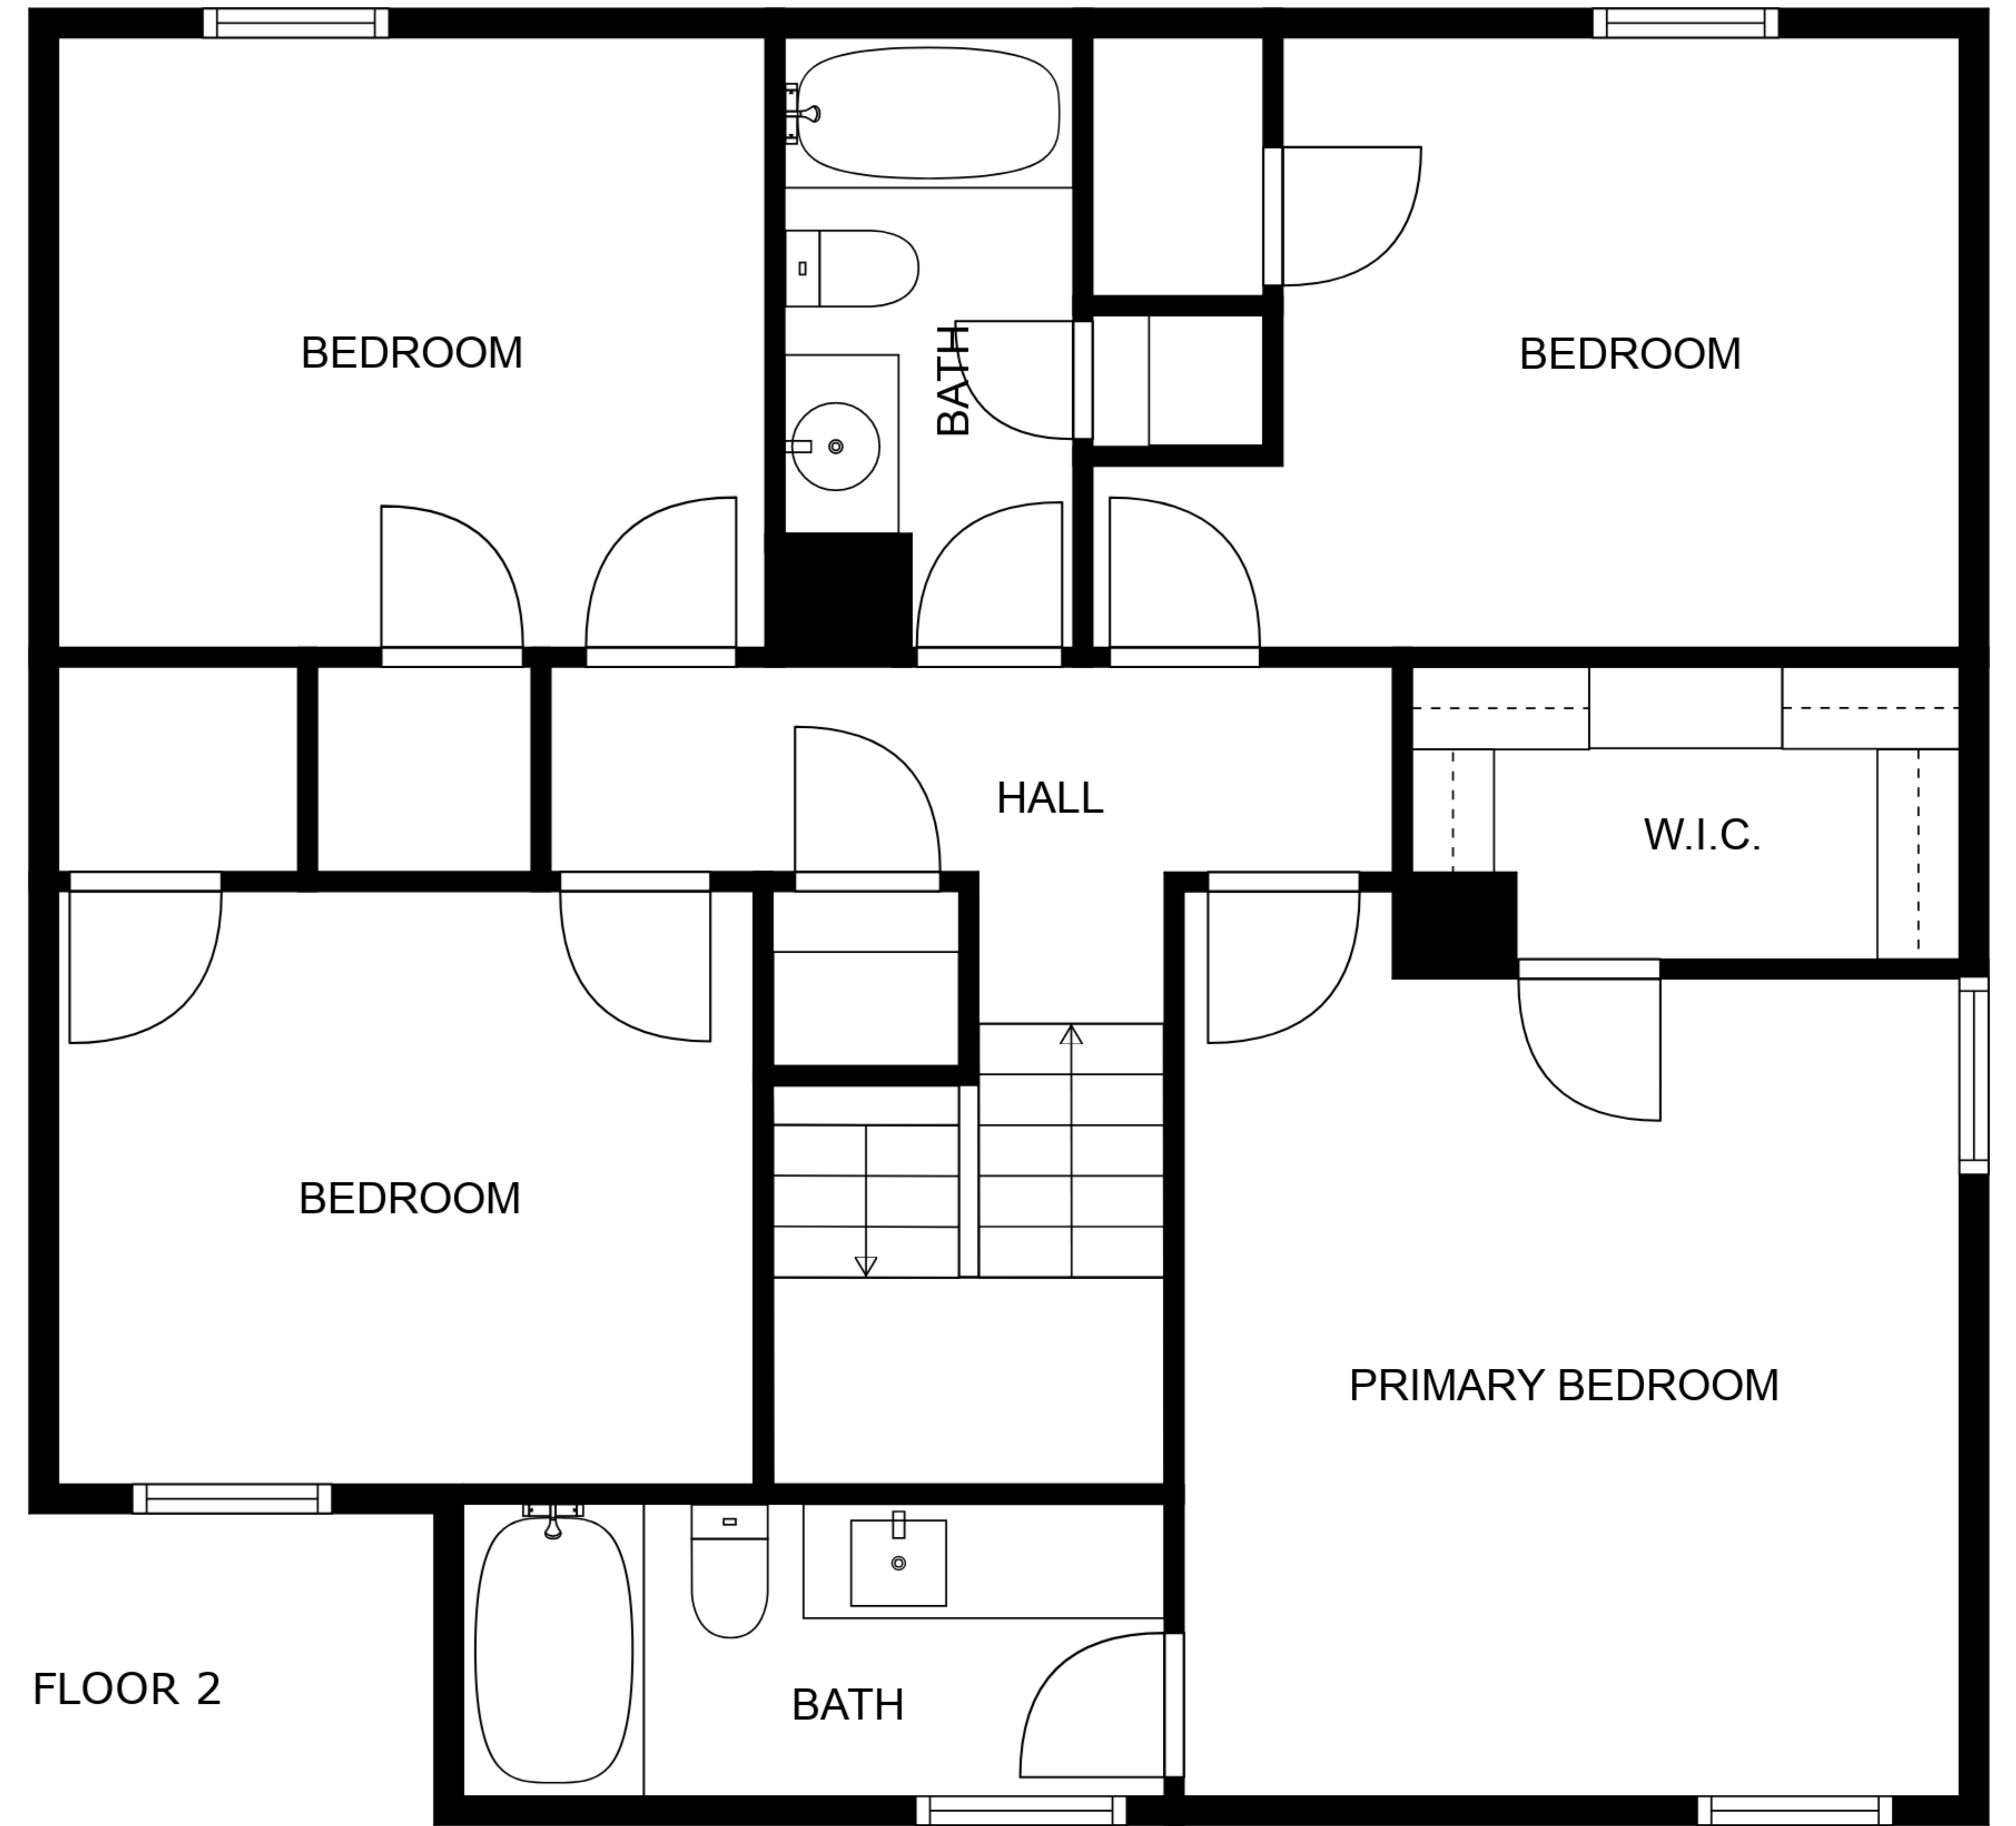 BEDROOM
BATH
BEDROOM
HALL
W.I.C.
BEDROOM
PRIMARY BEDROOM
FLOOR 2
BATH